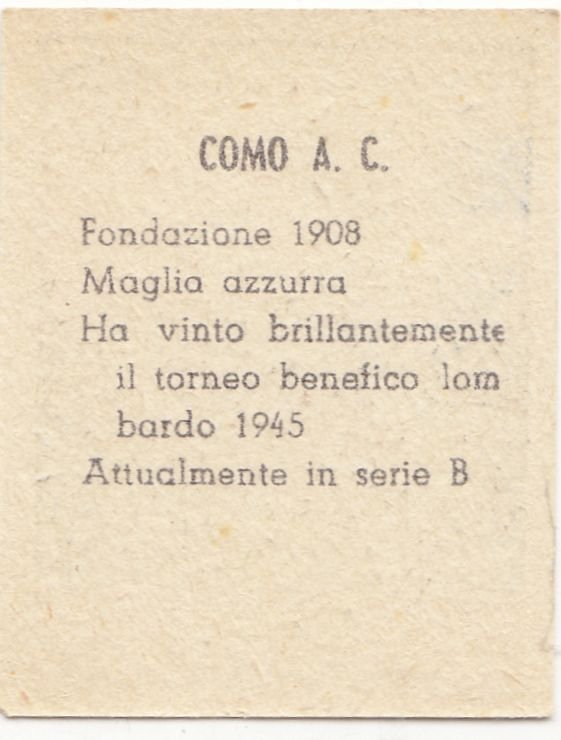 COMO A. C.
Fondazione 1908
Maglia azzurra
Ha vinto brillantemente
il torneo benefico lom
bardo 1945
Attualmente in serie B